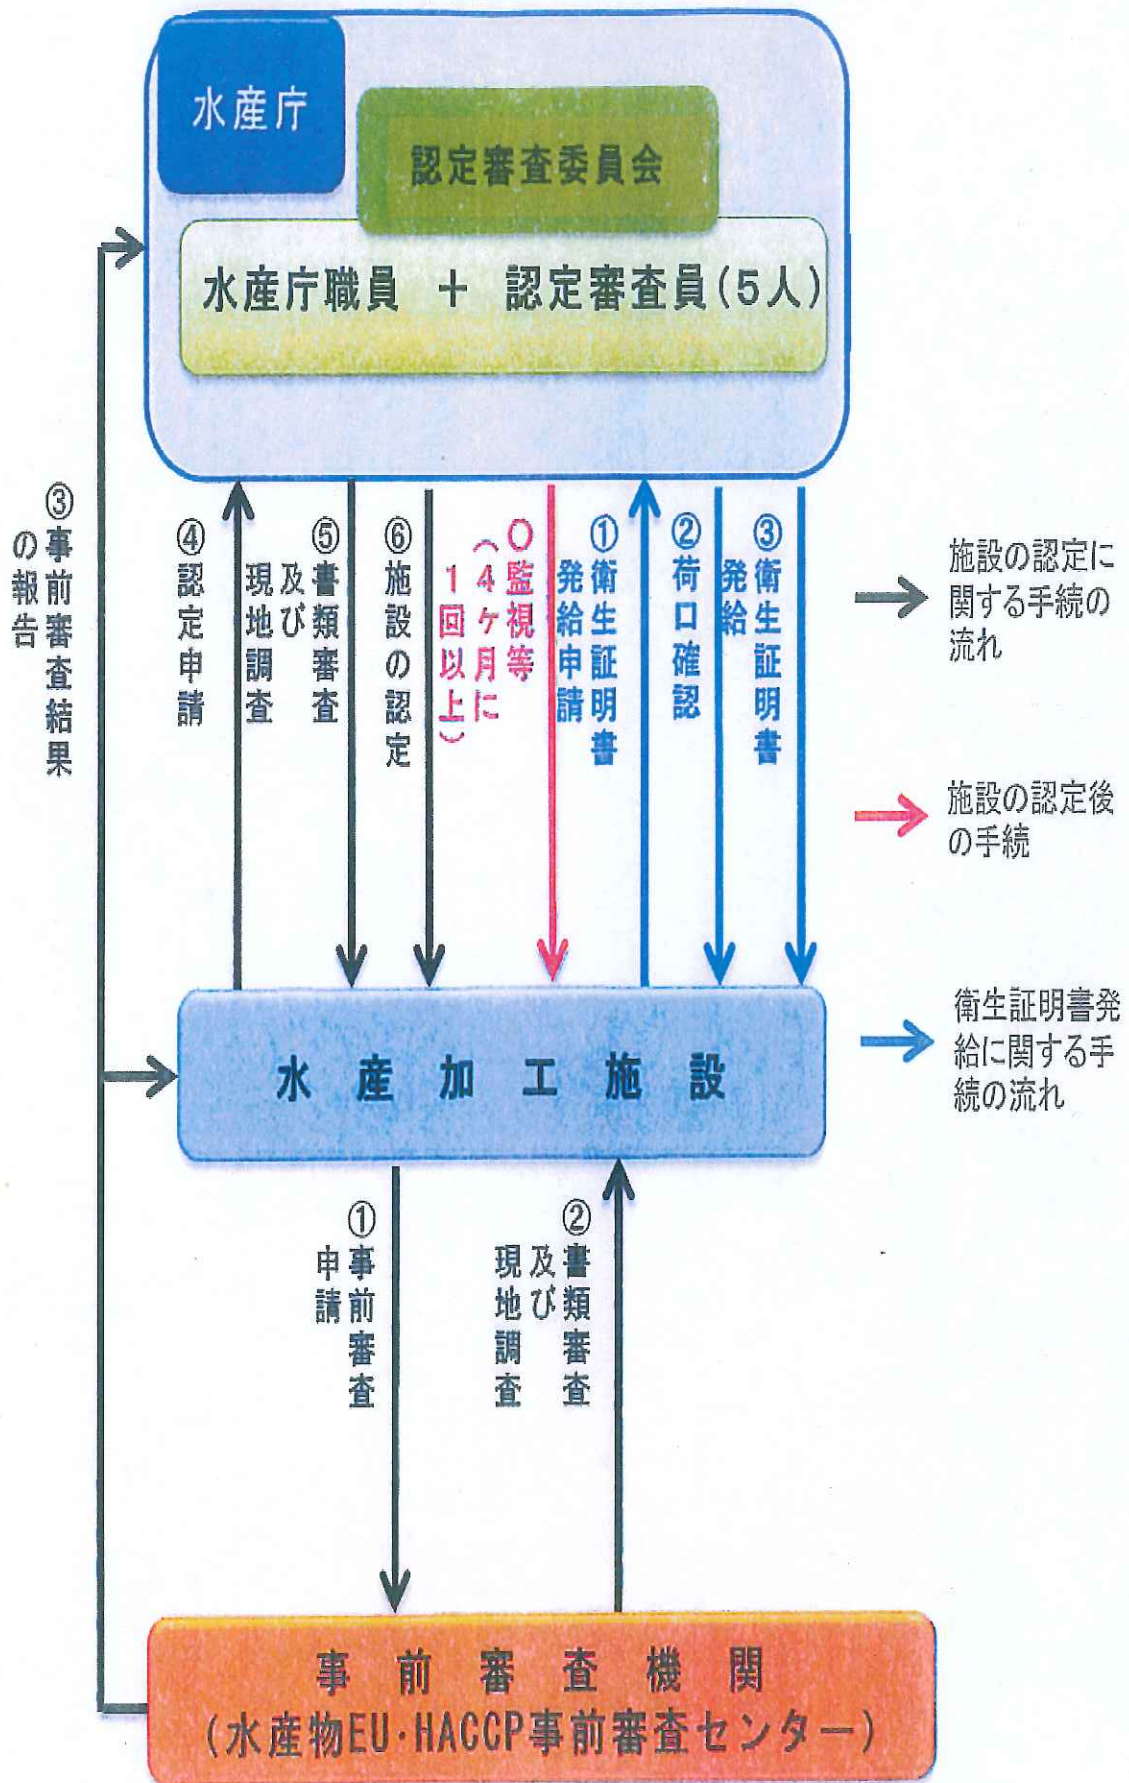 水産庁
認定審査委員会
水産庁職員 + 認定審査員(5人)
③事前審査結果
の報告
④認定申請
⑤書類審査
及び
現地調査
⑥施設の認定
○監視等
(4ヶ月に
1回以上)
①衛生証明書
発給申請
②荷口確認
③衛生証明書
発給
施設の認定に
関する手続の
流れ
施設の認定後
の手続
衛生証明書発
給に関する手
続の流れ
水産加工施設
①事前審査
申請
②書類審査
及び
現地調査
事前審査機関
(水産物EU・HACCP事前審査センター)